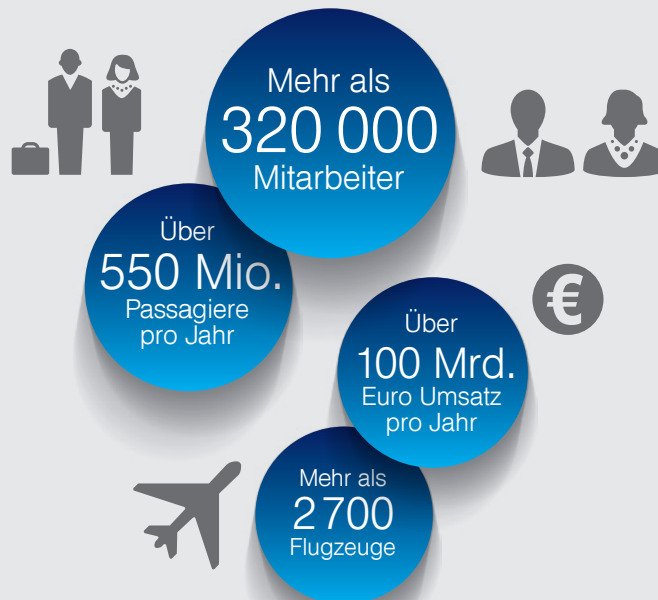 Mehr als
320 000
Mitarbeiter
Über
550 Mio.
Passagiere
pro Jahr
Über
100 Mrd.
Euro Umsatz
pro Jahr
€
Mehr als
2 700
Flugzeuge